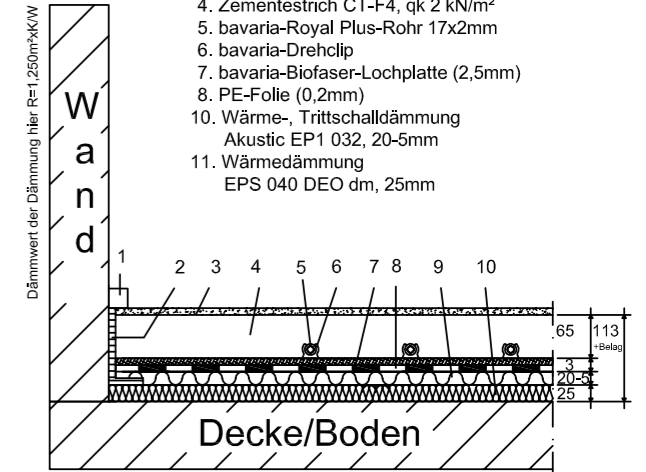 4. Zementestrich CT-F4, qk 2 kN/m²
5. bavaria-Royal Plus-Rohr 17x2mm
6. bavaria-Drehclip
7. bavaria-Biofaser-Lochplatte (2,5mm)
8. PE-Folie (0,2mm)
10. Wärme-, Trittschalldämmung
Akustic EP1 032, 20-5mm
11. Wärmedämmung
EPS 040 DEO dm, 25mm
Dämmwert der Dämmung hier R=1,250m²xK/W
Wand
1 2 3 4 5 6 7 8 9 10
65 113
+Belag
3
20-5
25
Decke/Boden